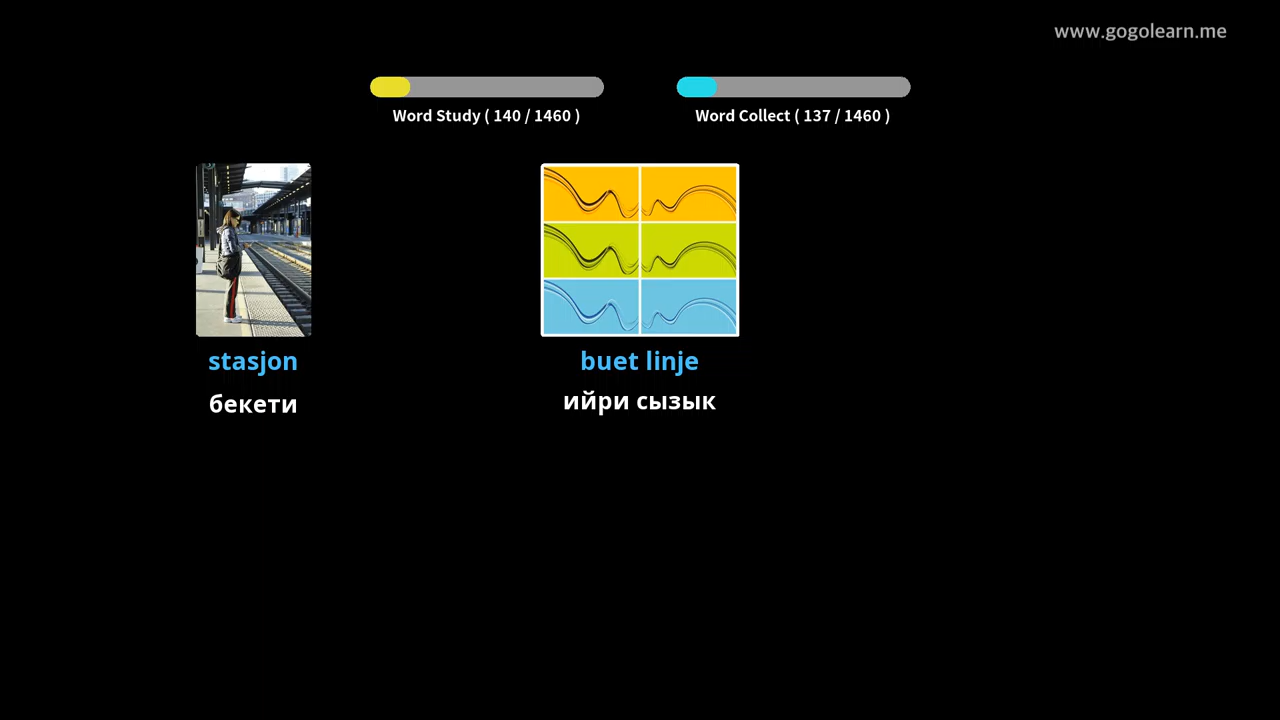 www.gogolearn.me
Word Study ( 140 / 1460 )
Word Collect ( 137 / 1460 )
stasjon
бекети
buet linje
ийри сызык